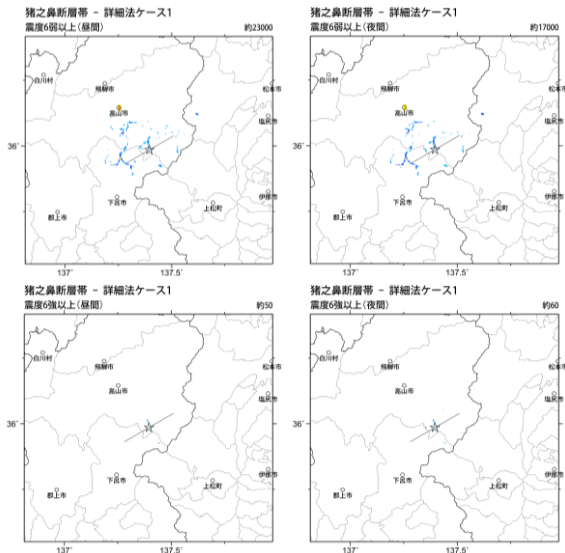 猪之鼻断層帯 – 詳細法ケース1
震度6弱以上(昼間) 約23000
白川村
飛騨市
松本市
高山市
塩尻市
36°
下呂市
伊那市
上松町
郡上市
137°
137.5°
猪之鼻断層帯 – 詳細法ケース1
震度6弱以上(夜間) 約17000
白川村
飛騨市
松本市
高山市
塩尻市
36°
下呂市
伊那市
上松町
郡上市
137°
137.5°
猪之鼻断層帯 – 詳細法ケース1
震度6強以上(昼間) 約50
白川村
飛騨市
松本市
高山市
塩尻市
36°
下呂市
伊那市
上松町
郡上市
137°
137.5°
猪之鼻断層帯 – 詳細法ケース1
震度6強以上(夜間) 約60
白川村
飛騨市
松本市
高山市
塩尻市
36°
下呂市
伊那市
上松町
郡上市
137°
137.5°